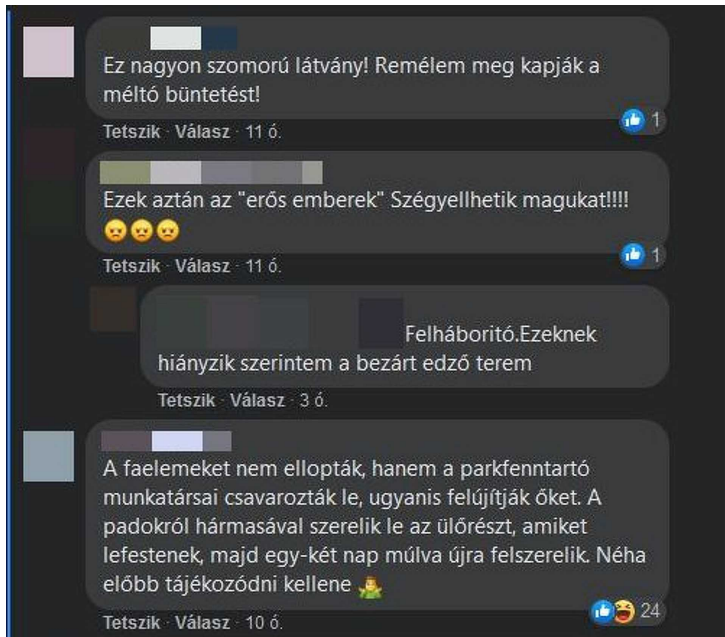 Ez nagyon szomorú látvány! Remélem meg kapják a
méltó büntetést!
1
Tetszik · Válasz · 11 ó.
Ezek aztán az "erős emberek" Szégyellhetik magukat!!!!
😠😠😠
1
Tetszik · Válasz · 11 ó.
Felháboritó.Ezeknek
hiányzik szerintem a bezárt edző terem
Tetszik · Válasz · 3 ó.
A faelemeket nem ellopták, hanem a parkfenntartó
munkatársai csavarozták le, ugyanis felújítják őket. A
padokról hármasával szerelik le az ülőrészt, amiket
lefestenek, majd egy-két nap múlva újra felszerelik. Néha
előbb tájékozódni kellene 🤷
24
Tetszik · Válasz · 10 ó.